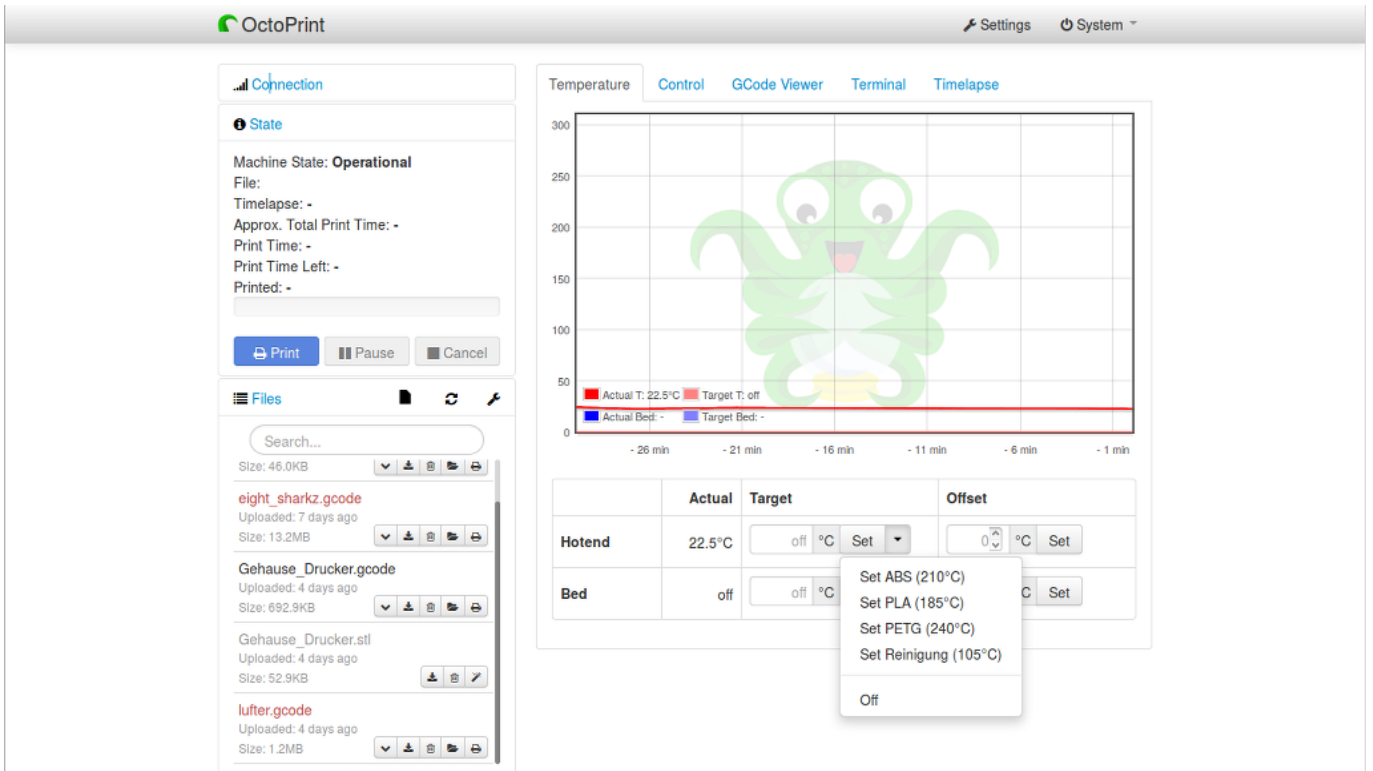 OctoPrint
Settings
System
Connection
State
Machine State: Operational
File:
Timelapse: -
Approx. Total Print Time: -
Print Time: -
Print Time Left: -
Printed: -
Print
Pause
Cancel
Files
Search...
Size: 46.0KB
eight_sharkz.gcode
Uploaded: 7 days ago
Size: 13.2MB
Gehause_Drucker.gcode
Uploaded: 4 days ago
Size: 692.9KB
Gehause_Drucker.stl
Uploaded: 4 days ago
Size: 52.9KB
lufter.gcode
Uploaded: 4 days ago
Size: 1.2MB
Temperature Control GCode Viewer Terminal Timelapse
300
250
200
150
100
50
0
Actual T: 22.5°C Target T: off
Actual Bed: - Target Bed: -
- 26 min - 21 min - 16 min - 11 min - 6 min - 1 min
Actual Target Offset
Hotend 22.5°C off °C Set 0 °C Set
Bed off off °C C Set
Set ABS (210°C)
Set PLA (185°C)
Set PETG (240°C)
Set Reinigung (105°C)
Off